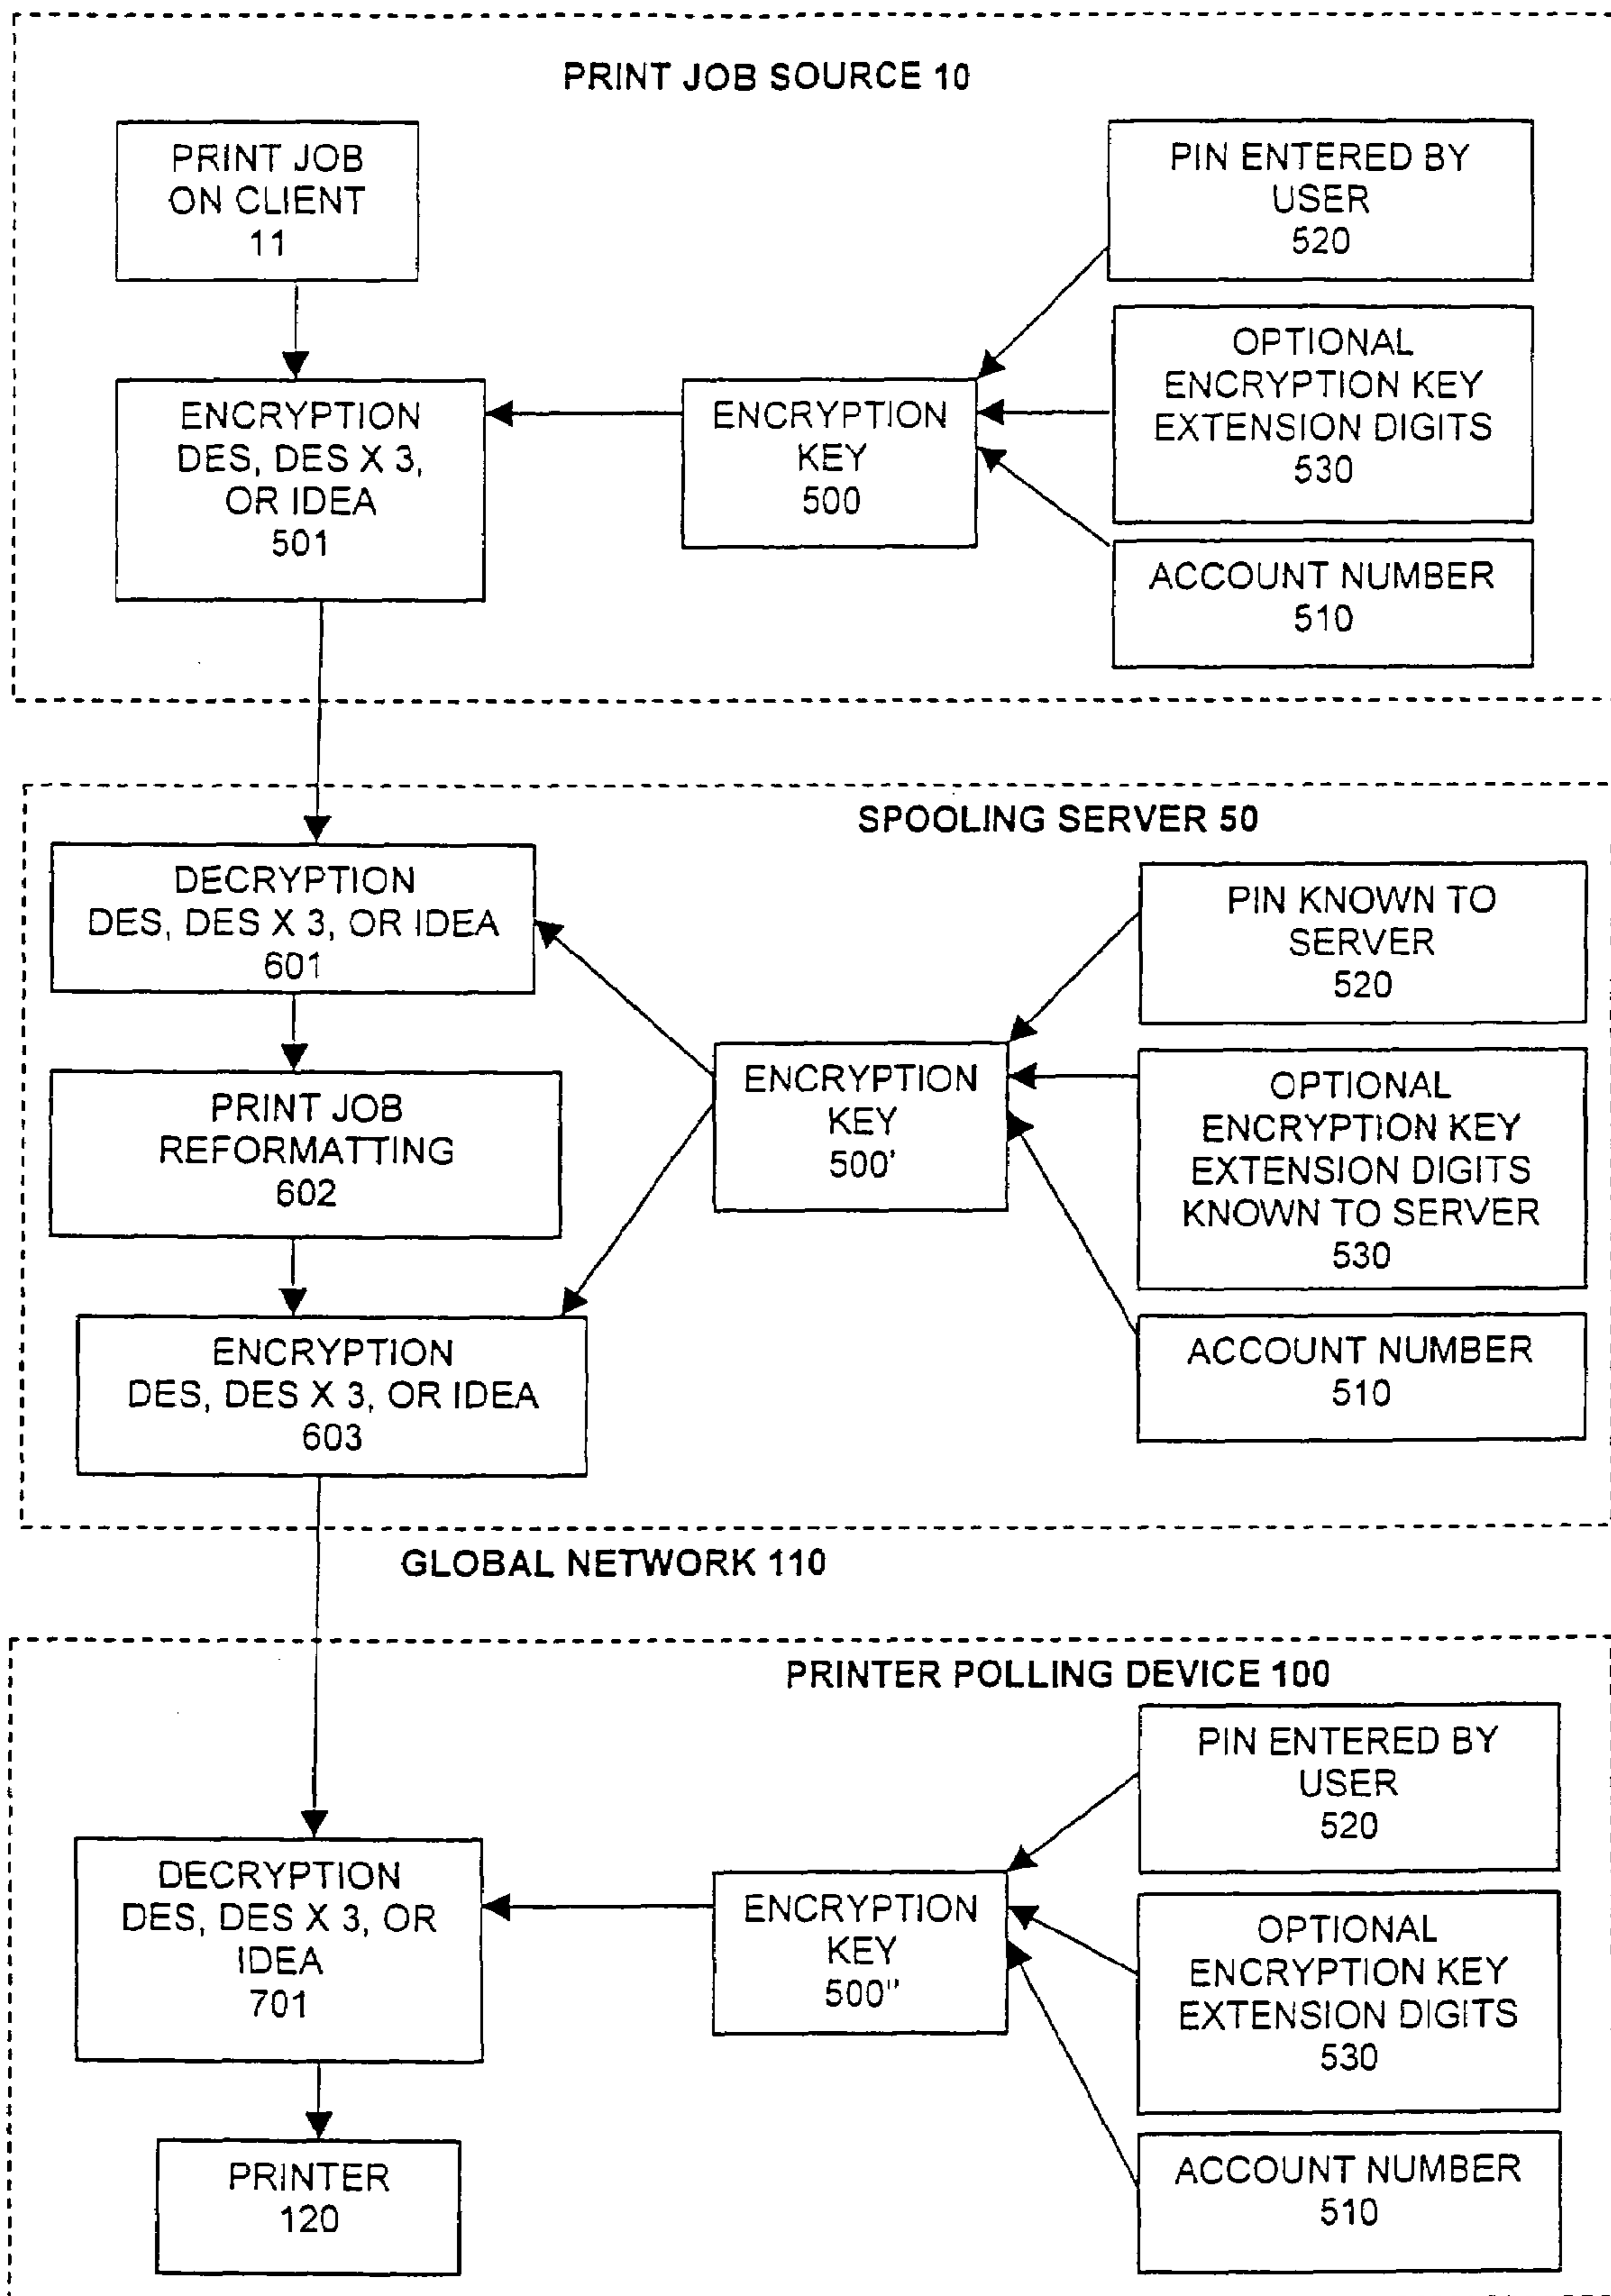 PRINT JOB SOURCE 10
PRINT JOB
ON CLIENT
11
PIN ENTERED BY
USER
520
OPTIONAL
ENCRYPTION KEY
EXTENSION DIGITS
530
ENCRYPTION
DES, DES X 3,
OR IDEA
501
ENCRYPTION
KEY
500
ACCOUNT NUMBER
510
SPOOLING SERVER 50
DECRYPTION
DES, DES X 3, OR IDEA
601
PIN KNOWN TO
SERVER
520
PRINT JOB
REFORMATTING
602
ENCRYPTION
KEY
500'
OPTIONAL
ENCRYPTION KEY
EXTENSION DIGITS
KNOWN TO SERVER
530
ENCRYPTION
DES, DES X 3, OR IDEA
603
ACCOUNT NUMBER
510
GLOBAL NETWORK 110
PRINTER POLLING DEVICE 100
PIN ENTERED BY
USER
520
DECRYPTION
DES, DES X 3, OR
IDEA
701
ENCRYPTION
KEY
500"
OPTIONAL
ENCRYPTION KEY
EXTENSION DIGITS
530
PRINTER
120
ACCOUNT NUMBER
510